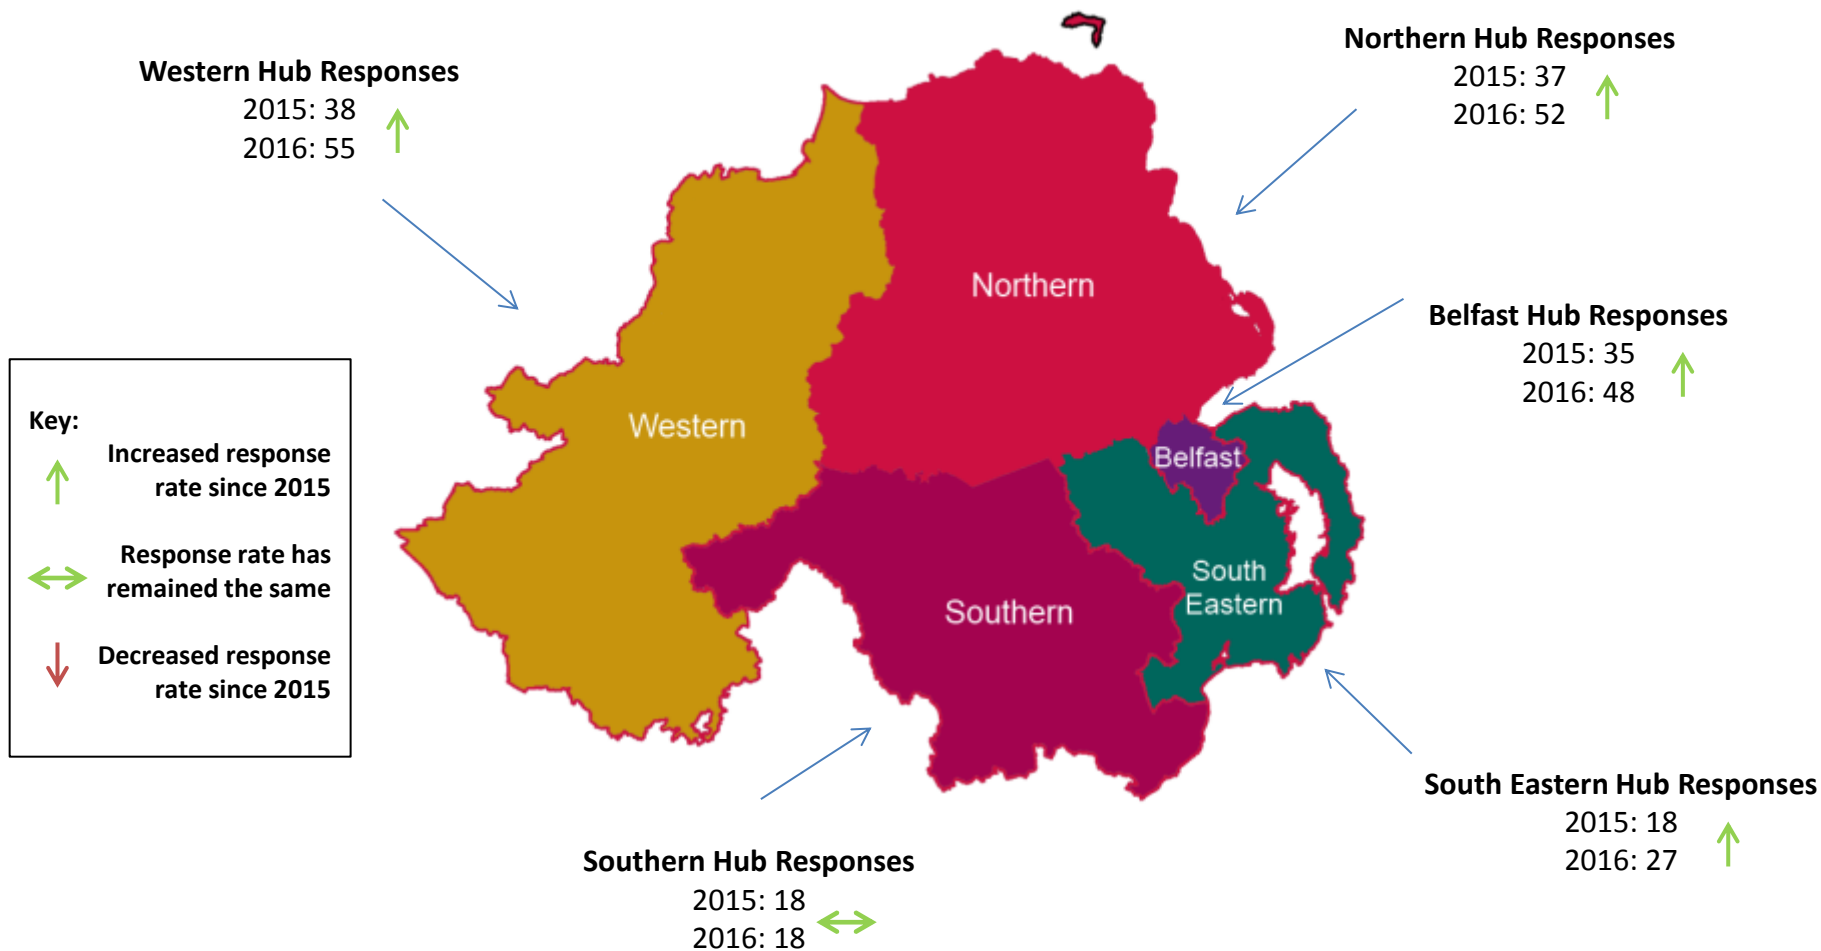 Western Hub Responses
2015: 38
2016: 55
Northern Hub Responses
2015: 37
2016: 52
Belfast Hub Responses
2015: 35
2016: 48
Northern
Western
Belfast
South
Eastern
Southern
Key:
Increased response
rate since 2015
Response rate has
remained the same
Decreased response
rate since 2015
South Eastern Hub Responses
2015: 18
2016: 27
Southern Hub Responses
2015: 18
2016: 18